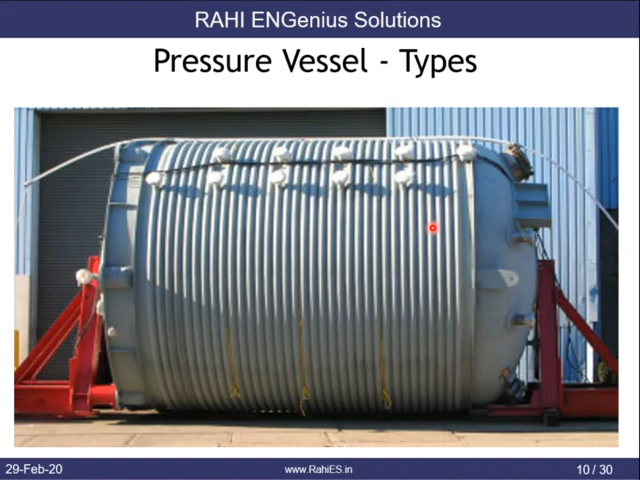 RAHI ENGenius Solutions
Pressure Vessel - Types
29-Feb-20
www.RahiES.in
10 / 30